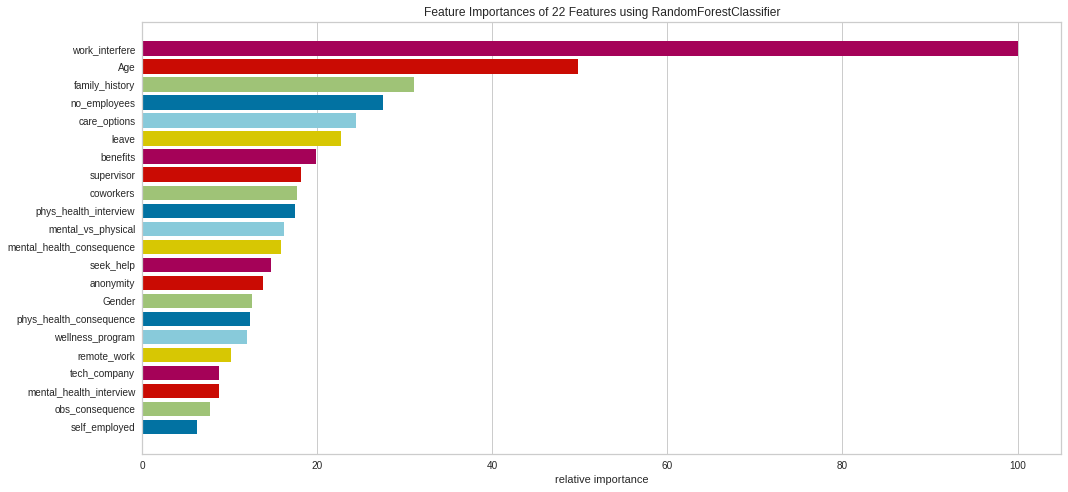 Feature Importances of 22 Features using RandomForestClassifier
work_interfere
Age
family_history
no_employees
care_options
leave
benefits
supervisor
coworkers
phys_health_interview
mental_vs_physical
mental_health_consequence
seek_help
anonymity
Gender
phys_health_consequence
wellness_program
remote_work
tech_company
mental_health_interview
obs_consequence
self_employed
0 20 40 60 80 100
relative importance